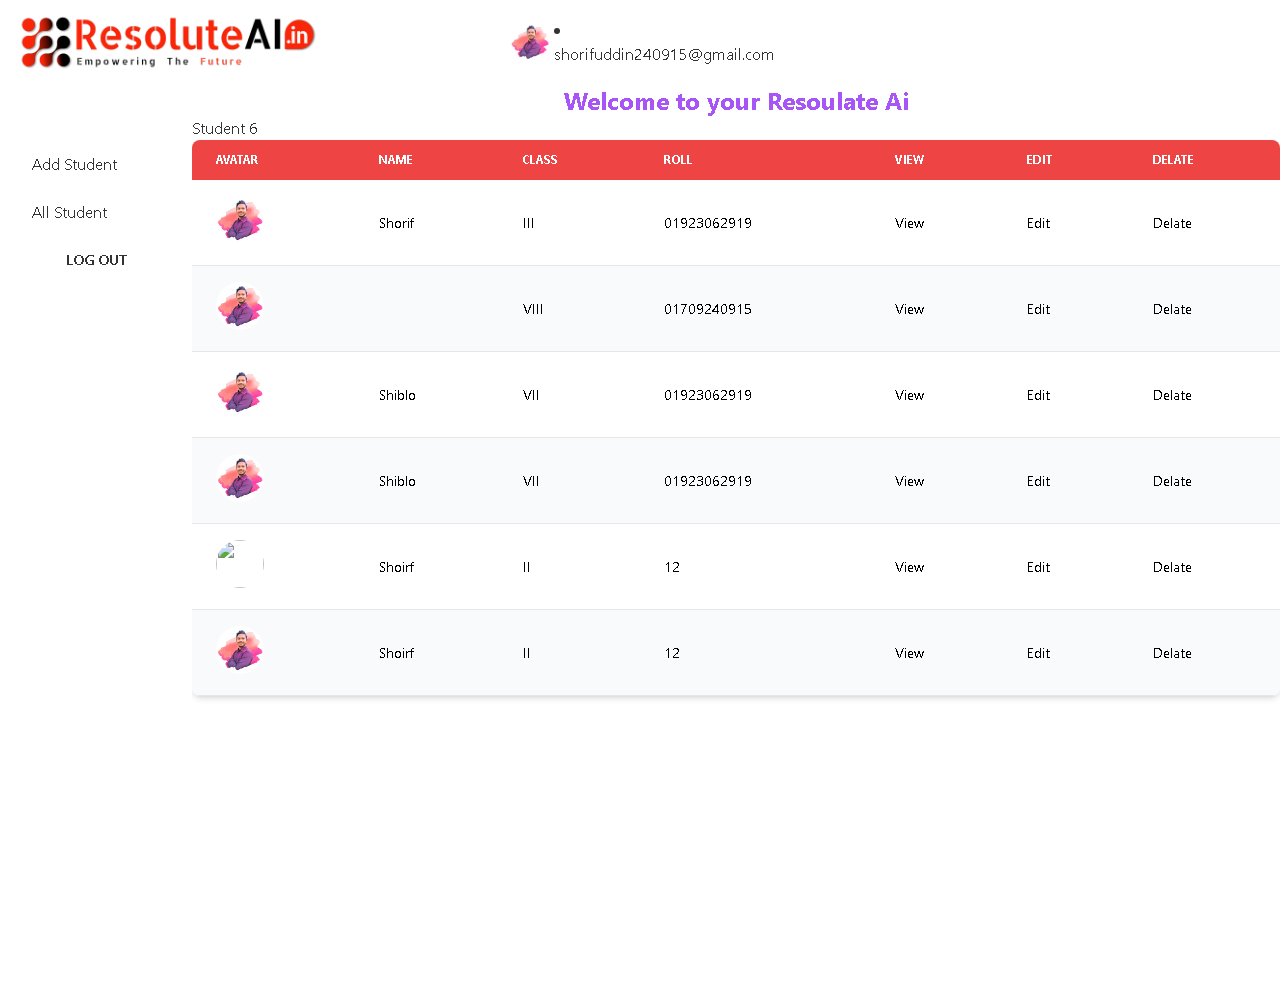 ResoluteAI.in
Empowering The Future
shorifuddin240915@gmail.com
Welcome to your Resoulate Ai
Student 6
Add Student
All Student
LOG OUT
AVATAR NAME CLASS ROLL VIEW EDIT DELATE
Shorif III 01923062919 View Edit Delate
VIII 01709240915 View Edit Delate
Shiblo VII 01923062919 View Edit Delate
Shiblo VII 01923062919 View Edit Delate
Shoirf II 12 View Edit Delate
Shoirf II 12 View Edit Delate